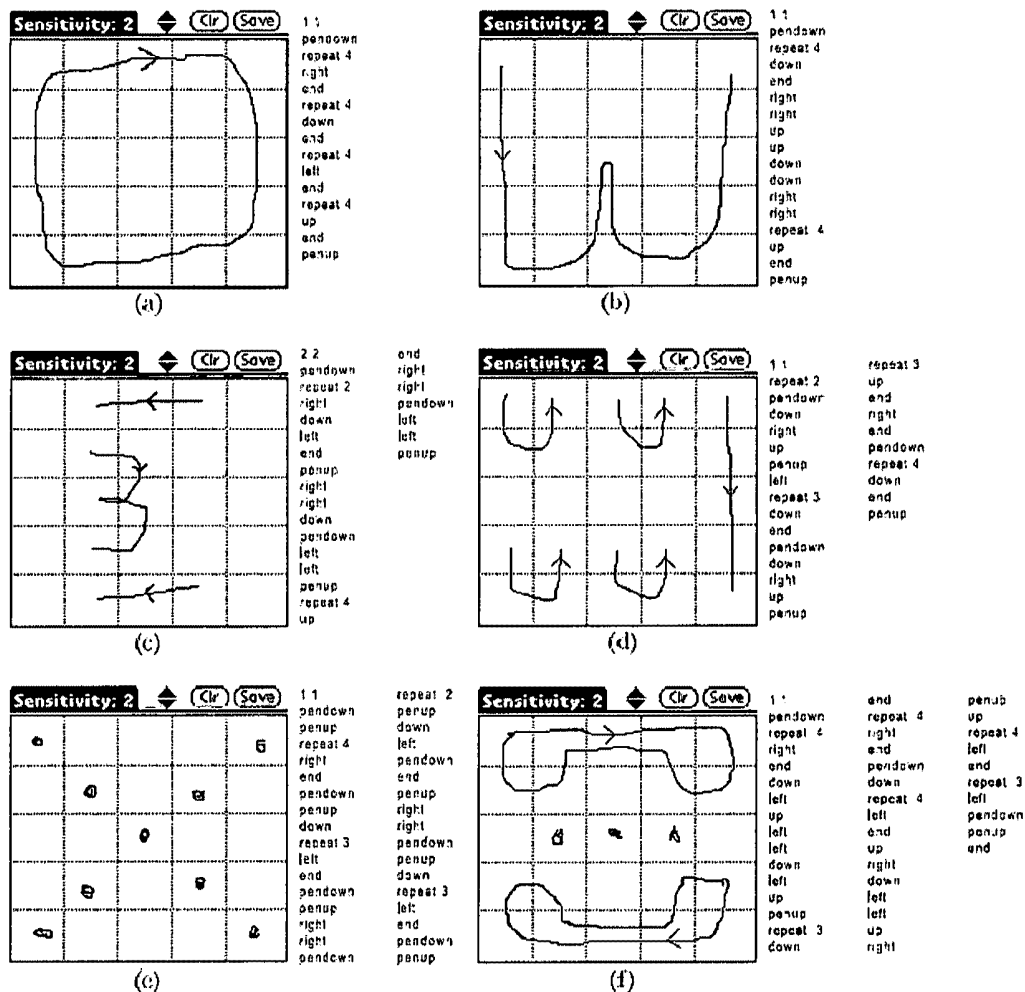 Sensitivity: 2 Clr Save
1 1
pendown
repeat 4
right
end
repeat 4
down
end
repeat 4
left
end
repeat 4
up
end
penup
(a)
Sensitivity: 2 Clr Save
1 1
pendown
repeat 4
down
end
right
right
up
up
down
down
right
right
repeat 4
up
end
penup
(b)
Sensitivity: 2 Clr Save
2 2
pendown
repeat 2
right
down
left
end
penup
right
right
down
pendown
left
left
penup
repeat 4
up
end
right
right
pendown
left
left
penup
(c)
Sensitivity: 2 Clr Save
1 1
repeat 2
pendown
down
right
up
penup
left
repeat 3
down
end
pendown
down
right
up
penup
repeat 3
up
end
right
end
pendown
repeat 4
down
end
penup
(d)
Sensitivity: 2 Clr Save
1 1
pendown
penup
repeat 4
right
end
pendown
penup
down
repeat 3
left
end
pendown
penup
right
right
pendown
repeat 2
penup
down
left
pendown
end
penup
right
right
pendown
penup
down
repeat 3
left
end
pendown
penup
(e)
Sensitivity: 2 Clr Save
1 1
pendown
repeat 4
right
end
down
left
up
left
left
down
left
up
penup
repeat 3
down
end
repeat 4
right
end
pendown
down
repeat 4
left
end
up
right
down
left
left
up
right
penup
up
repeat 4
left
end
repeat 3
left
pendown
penup
end
(f)